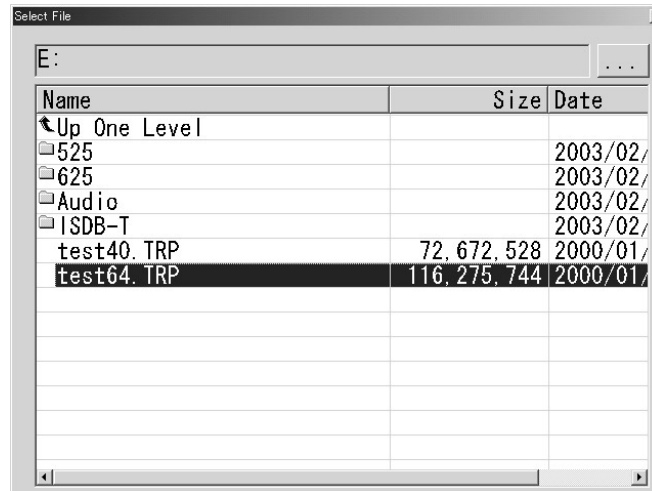 Select File
E:
...
Name Size Date
Up One Level
525 2003/02/
625 2003/02/
Audio 2003/02/
ISDB-T 2003/02/
test40.TRP 72,672,528 2000/01/
test64.TRP 116,275,744 2000/01/